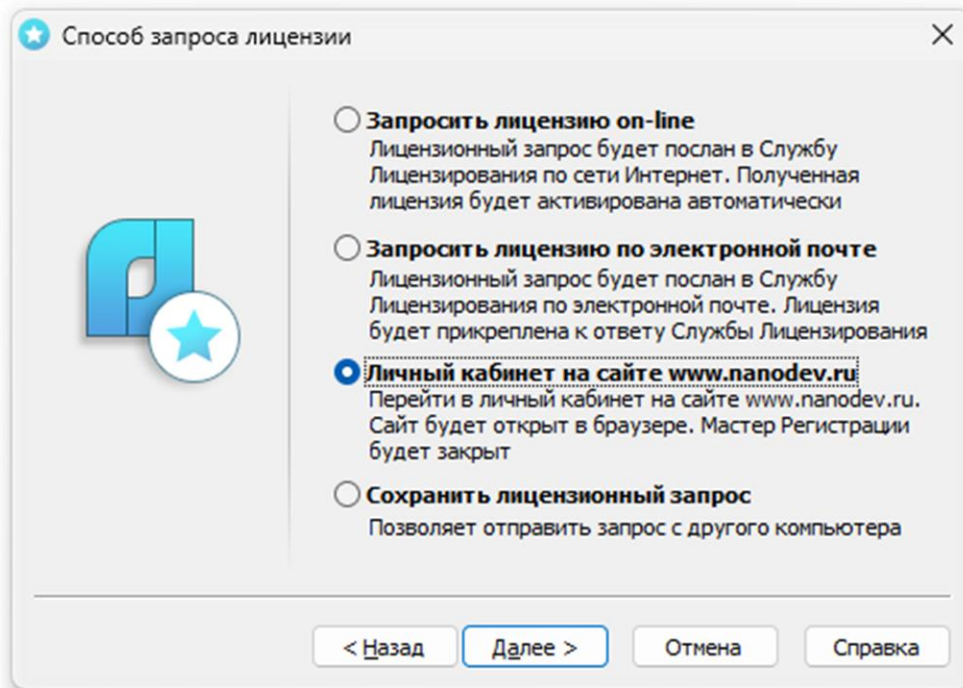 Способ запроса лицензии
Запросить лицензию on-line
Лицензионный запрос будет послан в Службу
Лицензирования по сети Интернет. Полученная
лицензия будет активирована автоматически
Запросить лицензию по электронной почте
Лицензионный запрос будет послан в Службу
Лицензирования по электронной почте. Лицензия
будет прикреплена к ответу Службы Лицензирования
Личный кабинет на сайте www.nanodev.ru
Перейти в личный кабинет на сайте www.nanodev.ru.
Сайт будет открыт в браузере. Мастер Регистрации
будет закрыт
Сохранить лицензионный запрос
Позволяет отправить запрос с другого компьютера
< Назад Далее > Отмена Справка